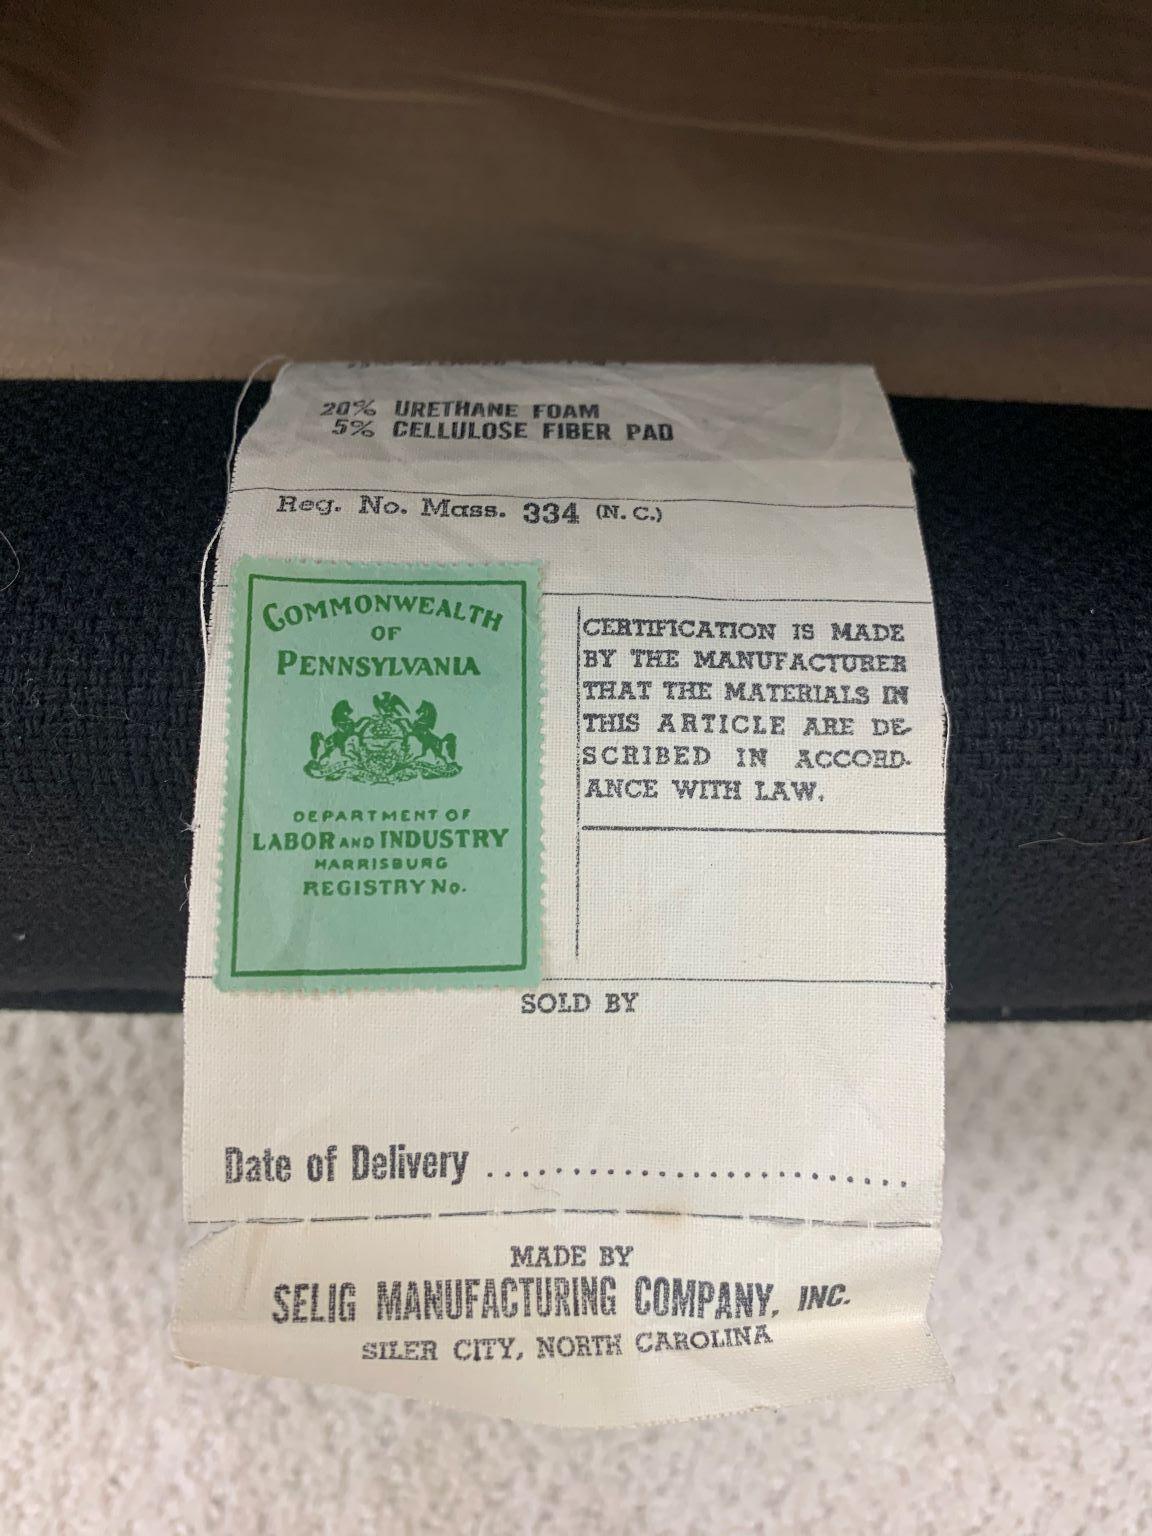 20% URETHANE FOAM
5% CELLULOSE FIBER PAD
Reg. No. Mass. 334 (N.C.)
COMMONWEALTH
OF
PENNSYLVANIA
DEPARTMENT OF
LABOR AND INDUSTRY
HARRISBURG
REGISTRY No.
CERTIFICATION IS MADE
BY THE MANUFACTURER
THAT THE MATERIALS IN
THIS ARTICLE ARE DE-
SCRIBED IN ACCORD-
ANCE WITH LAW.
SOLD BY
Date of Delivery ..............................
MADE BY
SELIG MANUFACTURING COMPANY, INC.
SILER CITY, NORTH CAROLINA